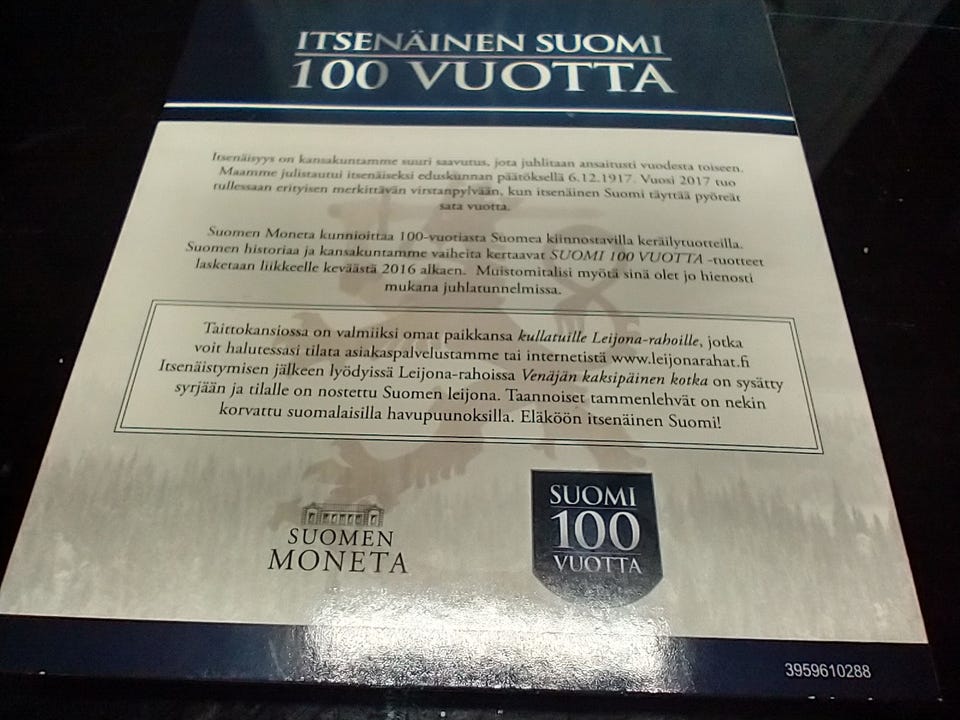 ITSENÄINEN SUOMI
100 VUOTTA
Itsenäisyys on kansakuntamme suuri saavutus, jota juhlitaan ansaitusti vuodesta toiseen.
Maamme julistautui itsenäiseksi eduskunnan päätöksellä 6.12.1917. Vuosi 2017 tuo
tullessaan erityisen merkittävän virstanpylvään, kun itsenäinen Suomi täyttää pyöreät
sata vuotta.
Suomen Moneta kunnioittaa 100-vuotiasta Suomea kiinnostavilla keräilytuotteilla.
Suomen historiaa ja kansakuntamme vaiheita kertaavat SUOMI 100 VUOTTA -tuotteet
lasketaan liikkeelle keväästä 2016 alkaen. Muistomitalisi myötä sinä olet jo hienosti
mukana juhlatunnelmissa.
Taittokansiossa on valmiiksi omat paikkansa kullatuille Leijona-rahoille, jotka
voit halutessasi tilata asiakaspalvelustamme tai internetistä www.leijonarahat.fi
Itsenäistymisen jälkeen lyödyissä Leijona-rahoissa Venäjän kaksipäinen kotka on sysätty
syrjään ja tilalle on nostettu Suomen leijona. Taannoiset tammenlehvät on nekin
korvattu suomalaisilla havupuunoksilla. Eläköön itsenäinen Suomi!
SUOMEN
MONETA
SUOMI
100
VUOTTA
3959610288